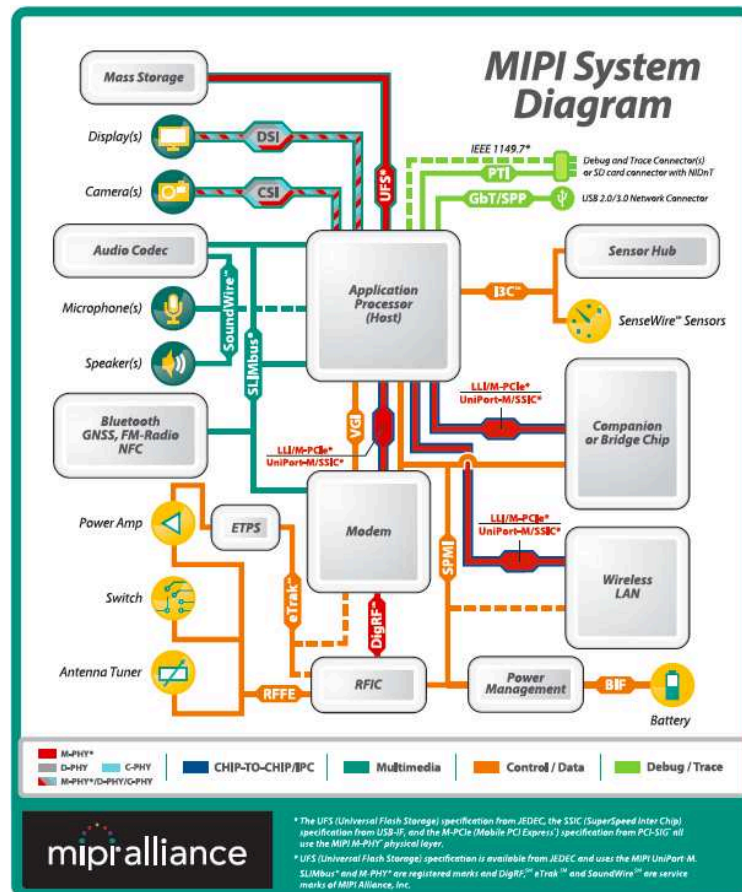 MIPI System
Diagram
Mass Storage
Display(s)
DSI
Camera(s)
CSI
UFS*
IEEE 1149.7*
PTI
Debug and Trace Connector(s)
or SD card connector with NIDnT
GbT/SPP
USB 2.0/3.0 Network Connector
Audio Codec
Microphone(s)
Speaker(s)
SoundWire™
SLIMbus®
Application
Processor
(Host)
I3C™
Sensor Hub
SenseWire™ Sensors
Bluetooth
GNSS, FM-Radio
NFC
VGI
LLI/M-PCIe*
UniPort-M/SSIC*
LLI/M-PCIe*
UniPort-M/SSIC*
Companion
or Bridge Chip
Power Amp
ETPS
Modem
SPMI
LLI/M-PCIe*
UniPort-M/SSIC*
Wireless
LAN
Switch
eTrak™
DigRF™
Antenna Tuner
RFFE
RFIC
Power
Management
BIF
Battery
M-PHY*
D-PHY
C-PHY
M-PHY*/D-PHY/C-PHY
CHIP-TO-CHIP/IPC
Multimedia
Control / Data
Debug / Trace
mipi alliance
* The UFS (Universal Flash Storage) specification from JEDEC, the SSIC (SuperSpeed Inter Chip)
specification from USB-IF, and the M-PCIe (Mobile PCI Express®) specification from PCI-SIG® all
use the MIPI M-PHY® physical layer.
* UFS (Universal Flash Storage) specification is available from JEDEC and uses the MIPI UniPort-M.
SLIMbus® and M-PHY® are registered marks and DigRF,℠ eTrak℠ and SoundWire℠ are service
marks of MIPI Alliance, Inc.